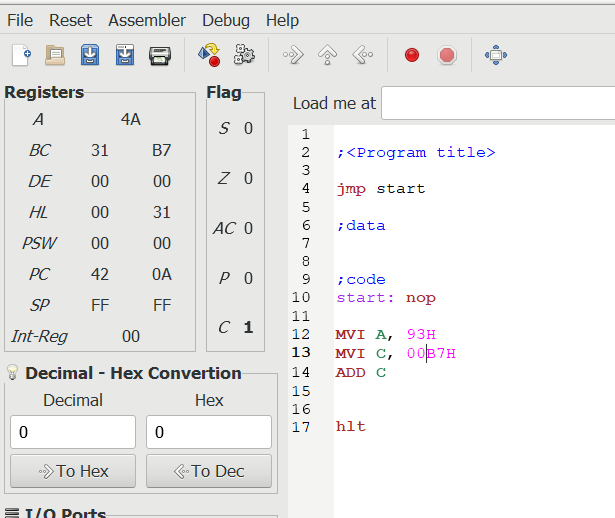 File Reset Assembler Debug Help
Registers
A 4A
BC 31 B7
DE 00 00
HL 00 31
PSW 00 00
PC 42 0A
SP FF FF
Int-Reg 00
Flag
S 0
Z 0
AC 0
P 0
C 1
Decimal - Hex Convertion
Decimal Hex
0 0
To Hex To Dec
I/O Ports
Load me at
1
2 ;<Program title>
3
4 jmp start
5
6 ;data
7
8
9 ;code
10 start: nop
11
12 MVI A, 93H
13 MVI C, 00B7H
14 ADD C
15
16
17 hlt